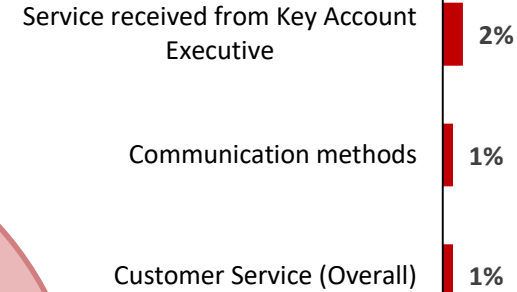 Service received from Key Account
Executive
2%
Communication methods
1%
Customer Service (Overall)
1%